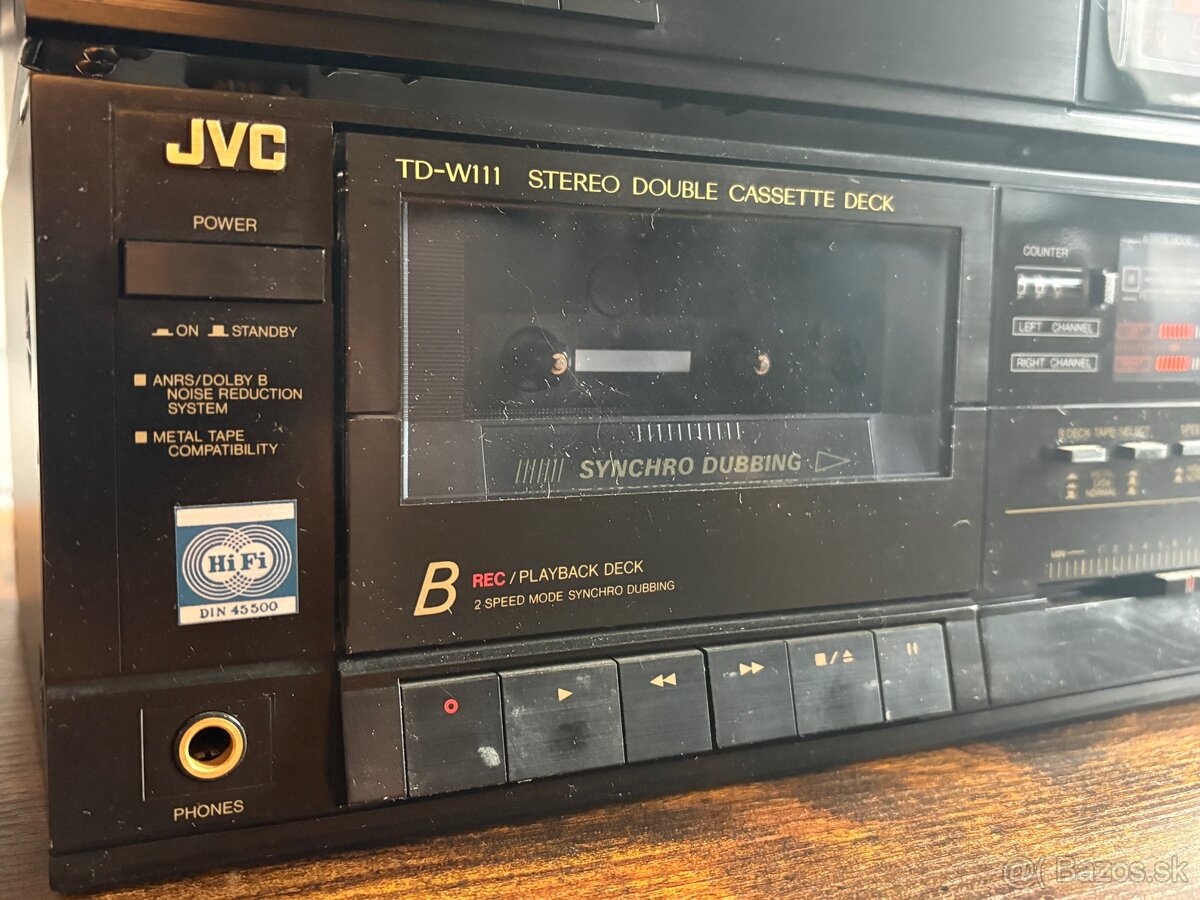 JVC
POWER
ON STANDBY
ANRS/DOLBY B
NOISE REDUCTION
SYSTEM
METAL TAPE
COMPATIBILITY
HiFi
DIN 45500
PHONES
TD-W111 STEREO DOUBLE CASSETTE DECK
SYNCHRO DUBBING
B REC/PLAYBACK DECK
2 SPEED MODE SYNCHRO DUBBING
COUNTER
LEFT CHANNEL
RIGHT CHANNEL
B DECK TAPE SELECT
NORMAL
MIN
@( Bazos.sk